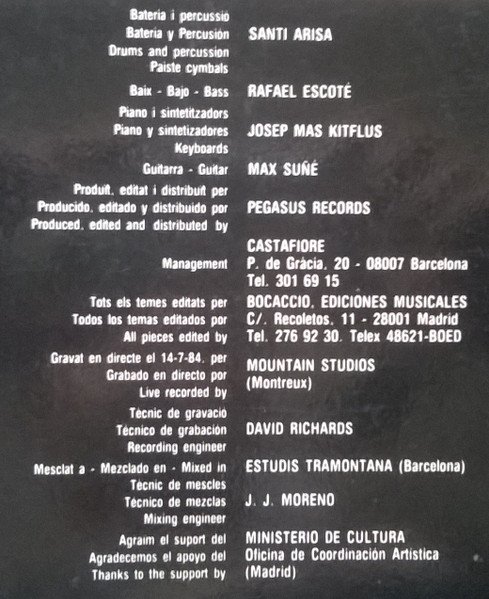 Bateria i percussió
Bateria y Percusión
Drums and percussion
Paiste cymbals
SANTI ARISA
Baix - Bajo - Bass
RAFAEL ESCOTÉ
Piano i sintetitzadors
Piano y sintetizadores
Keyboards
JOSEP MAS KITFLUS
Guitarra - Guitar
MAX SUÑÉ
Produit, editat i distribuit per
Producido, editado y distribuido por
Produced, edited and distributed by
PEGASUS RECORDS
Management
CASTAFIORE
P. de Gràcia, 20 - 08007 Barcelona
Tel. 301 69 15
Tots els temes editats per
Todos los temas editados por
All pieces edited by
BOCACCIO, EDICIONES MUSICALES
C/. Recoletos, 11 - 28001 Madrid
Tel. 276 92 30. Telex 48621-BOED
Gravat en directe el 14-7-84, per
Grabado en directo por
Live recorded by
MOUNTAIN STUDIOS
(Montreux)
Tècnic de gravació
Técnico de grabación
Recording engineer
DAVID RICHARDS
Mesclat a - Mezclado en - Mixed in
ESTUDIS TRAMONTANA (Barcelona)
Tècnic de mescles
Técnico de mezclas
Mixing engineer
J. J. MORENO
Agraim el suport del
Agradecemos el apoyo del
Thanks to the support by
MINISTERIO DE CULTURA
Oficina de Coordinación Artística
(Madrid)